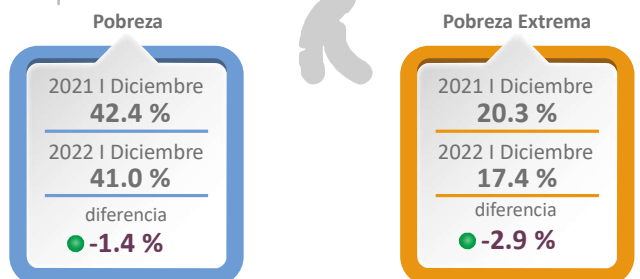 Pobreza
2021 I Diciembre
42.4 %
2022 I Diciembre
41.0 %
diferencia
-1.4 %
Pobreza Extrema
2021 I Diciembre
20.3 %
2022 I Diciembre
17.4 %
diferencia
-2.9 %